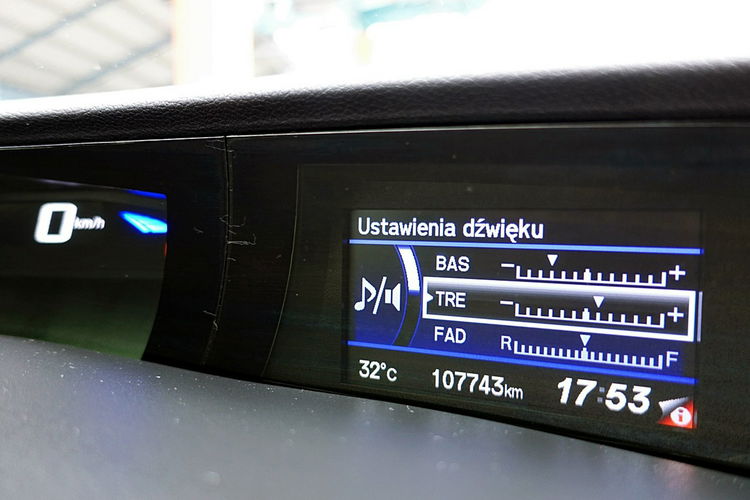 0 km/h
Ustawienia dźwięku
BAS - +
TRE - +
FAD R F
32°C 107743km 17:53
i